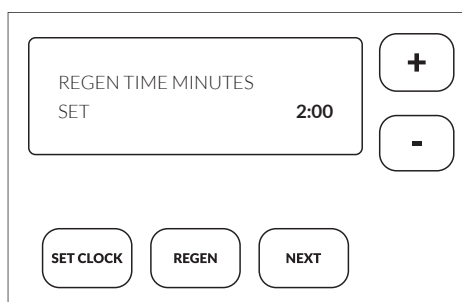 REGEN TIME MINUTES
SET 2:00
+
-
SET CLOCK REGEN NEXT